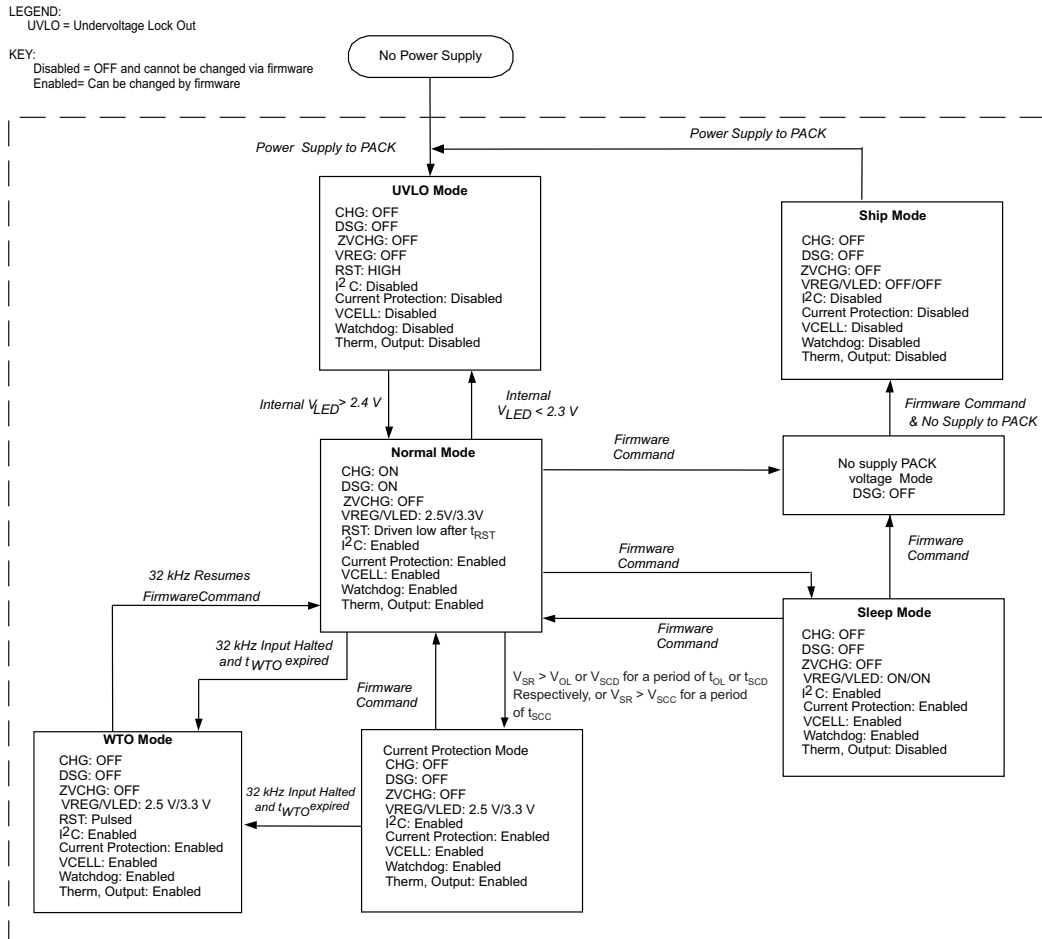 LEGEND:
UVLO = Undervoltage Lock Out
KEY:
Disabled = OFF and cannot be changed via firmware
Enabled= Can be changed by firmware
No Power Supply
Power Supply to PACK
Power Supply to PACK
UVLO Mode
CHG: OFF
DSG: OFF
ZVCHG: OFF
VREG: OFF
RST: HIGH
I2 C: Disabled
Current Protection: Disabled
VCELL: Disabled
Watchdog: Disabled
Therm, Output: Disabled
Ship Mode
CHG: OFF
DSG: OFF
ZVCHG: OFF
VREG/VLED: OFF/OFF
I2C: Disabled
Current Protection: Disabled
VCELL: Disabled
Watchdog: Disabled
Therm, Output: Disabled
Internal VLED> 2.4 V
Internal
VLED < 2.3 V
Firmware Command
& No Supply to PACK
Normal Mode
CHG: ON
DSG: ON
ZVCHG: OFF
VREG/VLED: 2.5V/3.3V
RST: Driven low after tRST
I2C: Enabled
Current Protection: Enabled
VCELL: Enabled
Watchdog: Enabled
Therm, Output: Enabled
Firmware
Command
No supply PACK
voltage Mode
DSG: OFF
Firmware
Command
Firmware
Command
Firmware
Command
Sleep Mode
CHG: OFF
DSG: OFF
ZVCHG: OFF
VREG/VLED: ON/ON
I2C: Enabled
Current Protection: Enabled
VCELL: Enabled
Watchdog: Enabled
Therm, Output: Disabled
32 kHz Resumes
FirmwareCommand
32 kHz Input Halted
and tWTO expired
Firmware
Command
VSR > VOL or VSCD for a period of tOL or tSCD
Respectively, or VSR > VSCC for a period
of tSCC
WTO Mode
CHG: OFF
DSG: OFF
ZVCHG: OFF
VREG/VLED: 2.5 V/3.3 V
RST: Pulsed
I2C: Enabled
Current Protection: Enabled
VCELL: Enabled
Watchdog: Enabled
Therm, Output: Enabled
32 kHz Input Halted
and tWTO expired
Current Protection Mode
CHG: OFF
DSG: OFF
ZVCHG: OFF
VREG/VLED: 2.5 V/3.3 V
I2C: Enabled
Current Protection: Enabled
VCELL: Enabled
Watchdog: Enabled
Therm, Output: Enabled